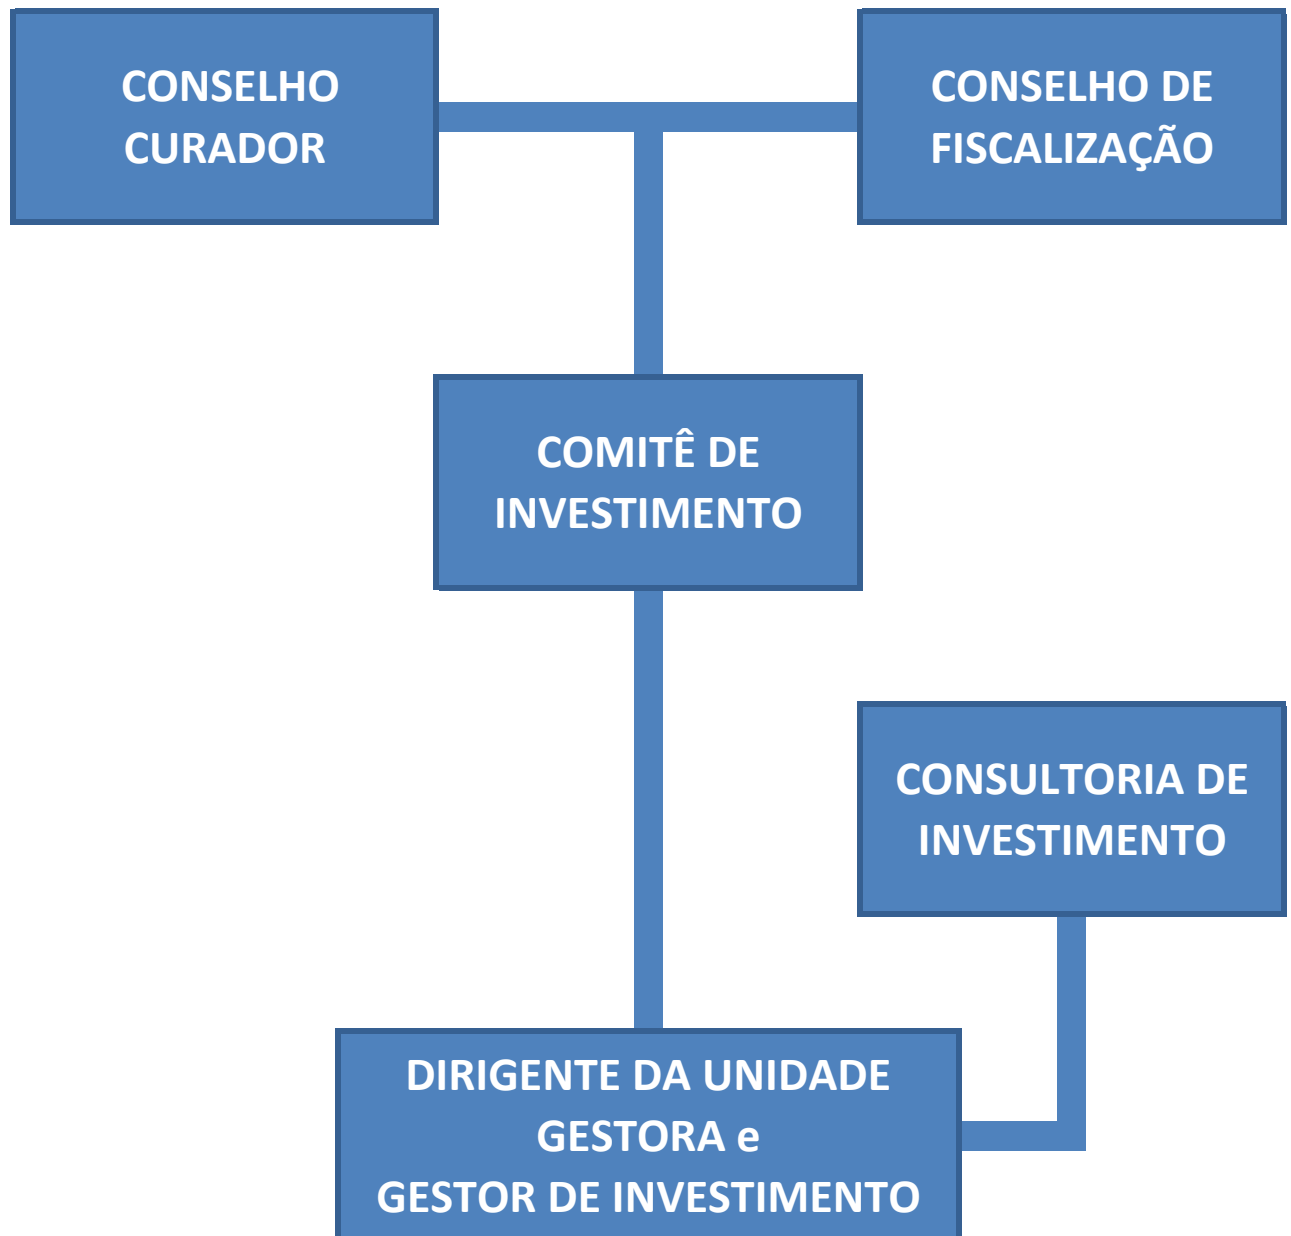 CONSELHO
CURADOR
CONSELHO DE
FISCALIZAÇÃO
COMITÊ DE
INVESTIMENTO
CONSULTORIA DE
INVESTIMENTO
DIRIGENTE DA UNIDADE
GESTORA e
GESTOR DE INVESTIMENTO